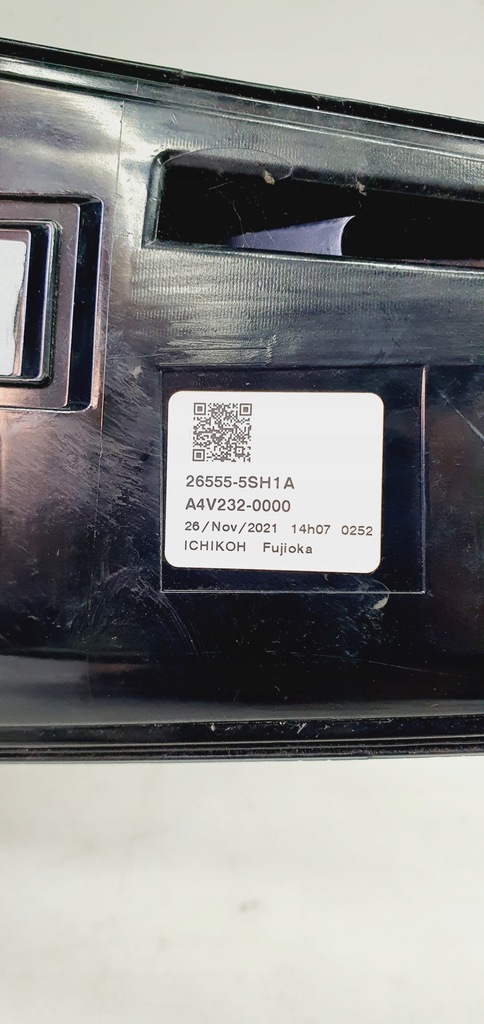 26555-5SH1A
A4V232-0000
26/Nov/2021 14h07 0252
ICHIKOH Fujioka